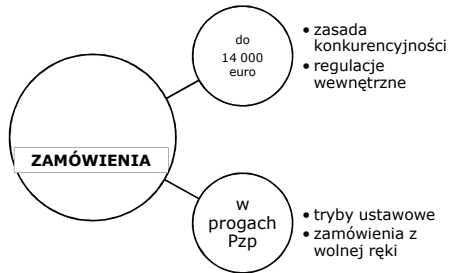 ZAMÓWIENIA
do
14 000
euro
• zasada
konkurencyjności
• regulacje
wewnętrzne
w
progach
Pzp
• tryby ustawowe
• zamówienia z
wolnej ręki